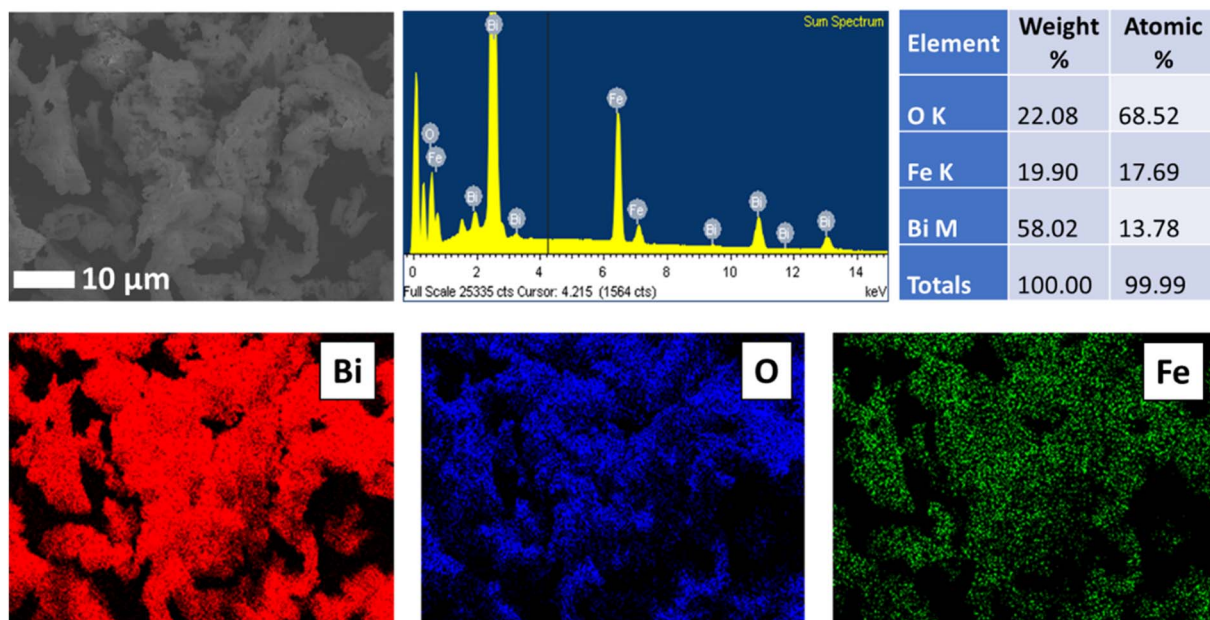 10 µm
Sum Spectrum
Bi
Fe
O
Fe
Bi
Bi
Fe
Bi
Bi
Bi
Bi
0 2 4 6 8 10 12 14
Full Scale 25335 cts Cursor: 4.215 (1564 cts) keV
Element Weight % Atomic %
O K 22.08 68.52
Fe K 19.90 17.69
Bi M 58.02 13.78
Totals 100.00 99.99
Bi
O
Fe